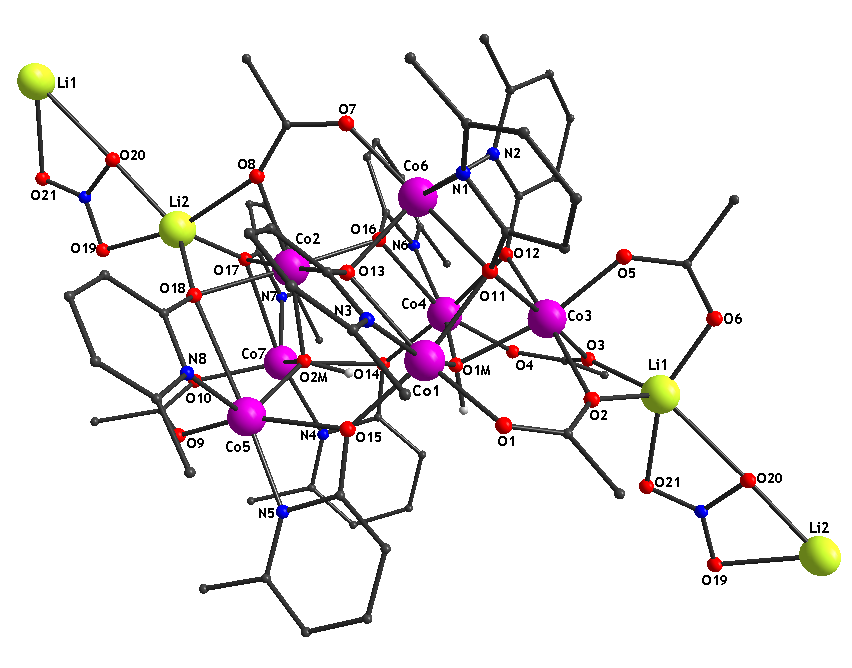 Li1
O7
O20
N2
O8
Co6
N1
O21
Li2
O16
O19
Co2
N6
O12
O5
O17
O13
O11
O18
N7
Co4
Co3
O6
N3
O3
Co7
O4
Li1
N8
O2M
O14
O1M
O10
Co1
O2
O9
O1
Co5
N4
O15
O21
O20
N5
Li2
O19